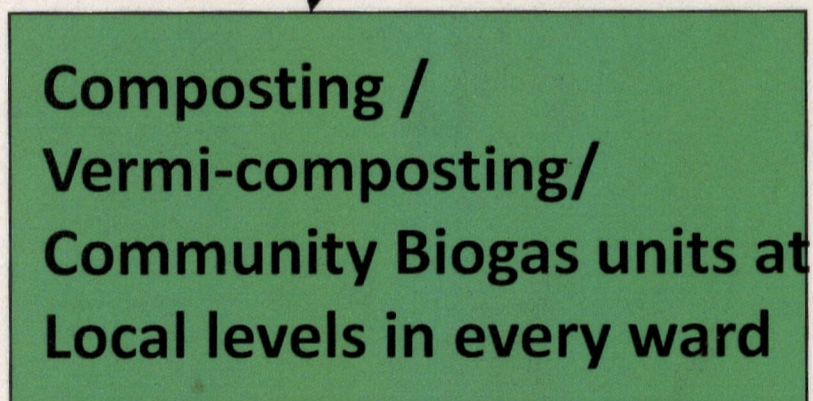 Composting /
Vermi-composting/
Community Biogas units at
Local levels in every ward